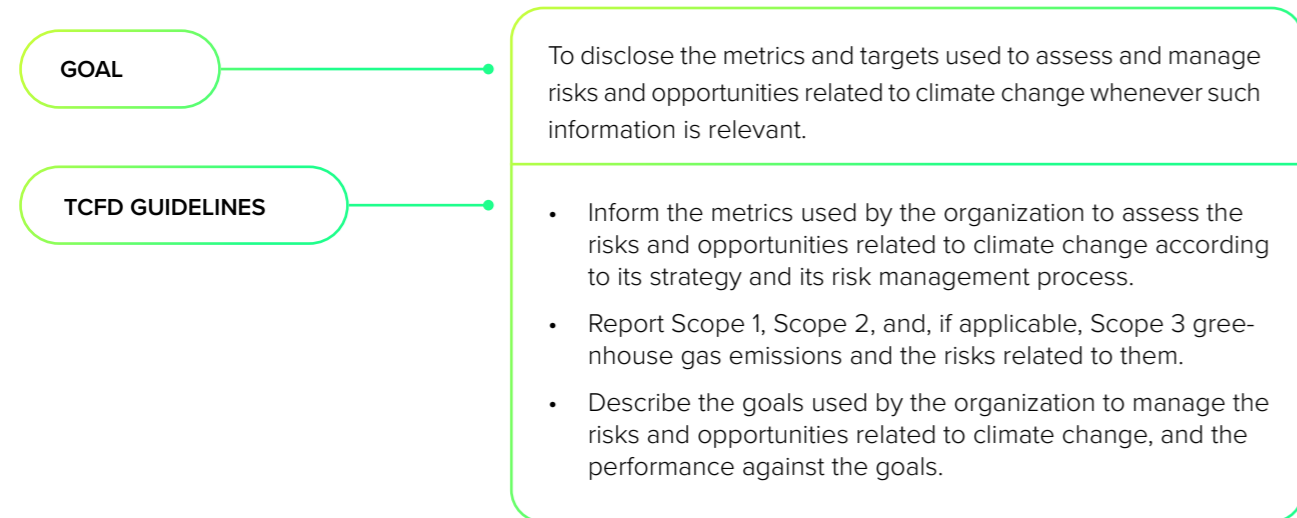 GOAL
To disclose the metrics and targets used to assess and manage
risks and opportunities related to climate change whenever such
information is relevant.
TCFD GUIDELINES
• Inform the metrics used by the organization to assess the
risks and opportunities related to climate change according
to its strategy and its risk management process.
• Report Scope 1, Scope 2, and, if applicable, Scope 3 gree-
nhouse gas emissions and the risks related to them.
• Describe the goals used by the organization to manage the
risks and opportunities related to climate change, and the
performance against the goals.